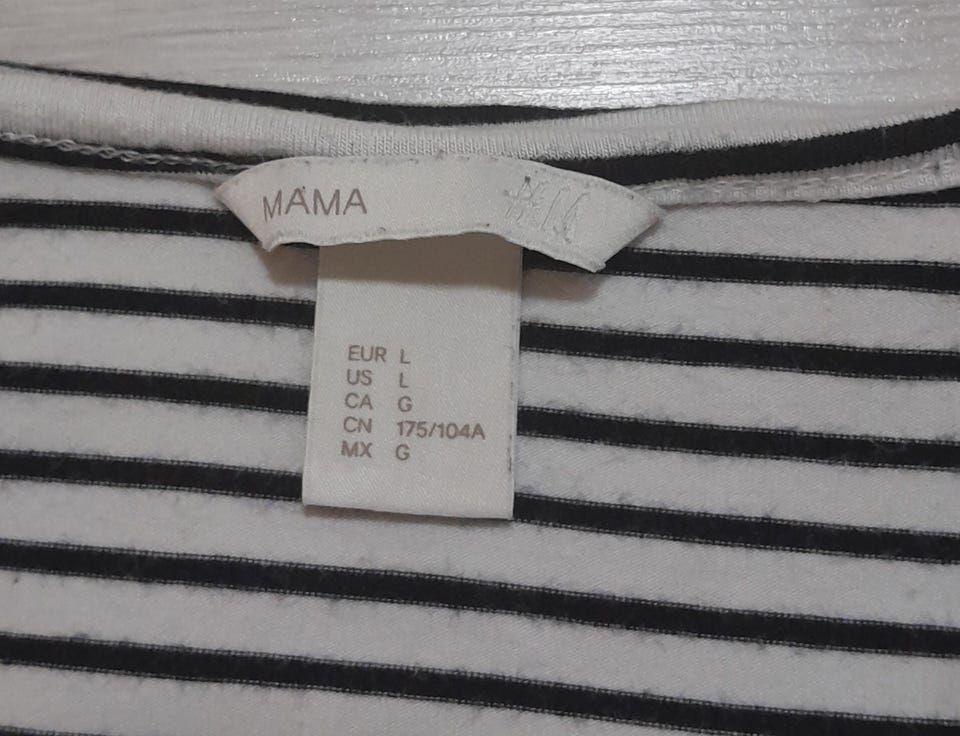 MAMA
EUR L
US L
CA G
CN 175/104A
MX G